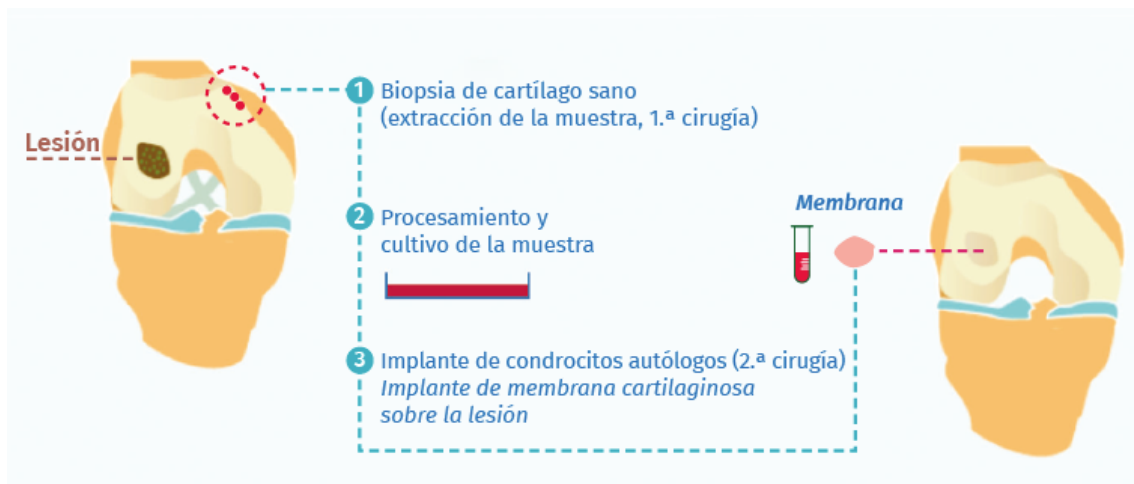 Lesión
1 Biopsia de cartílago sano
(extracción de la muestra, 1.ª cirugía)
2 Procesamiento y
cultivo de la muestra
Membrana
3 Implante de condrocitos autólogos (2.ª cirugía)
Implante de membrana cartilaginosa
sobre la lesión